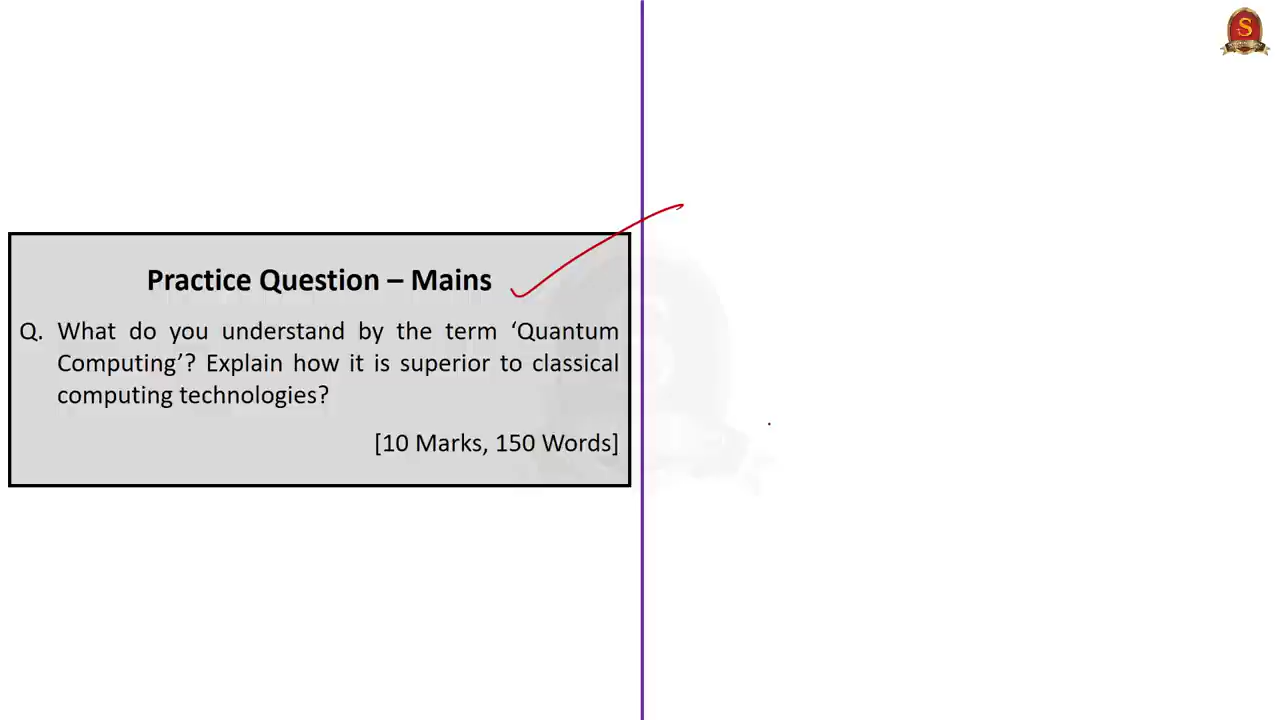 S
Practice Question – Mains
Q. What do you understand by the term ‘Quantum
Computing’? Explain how it is superior to classical
computing technologies?
[10 Marks, 150 Words]